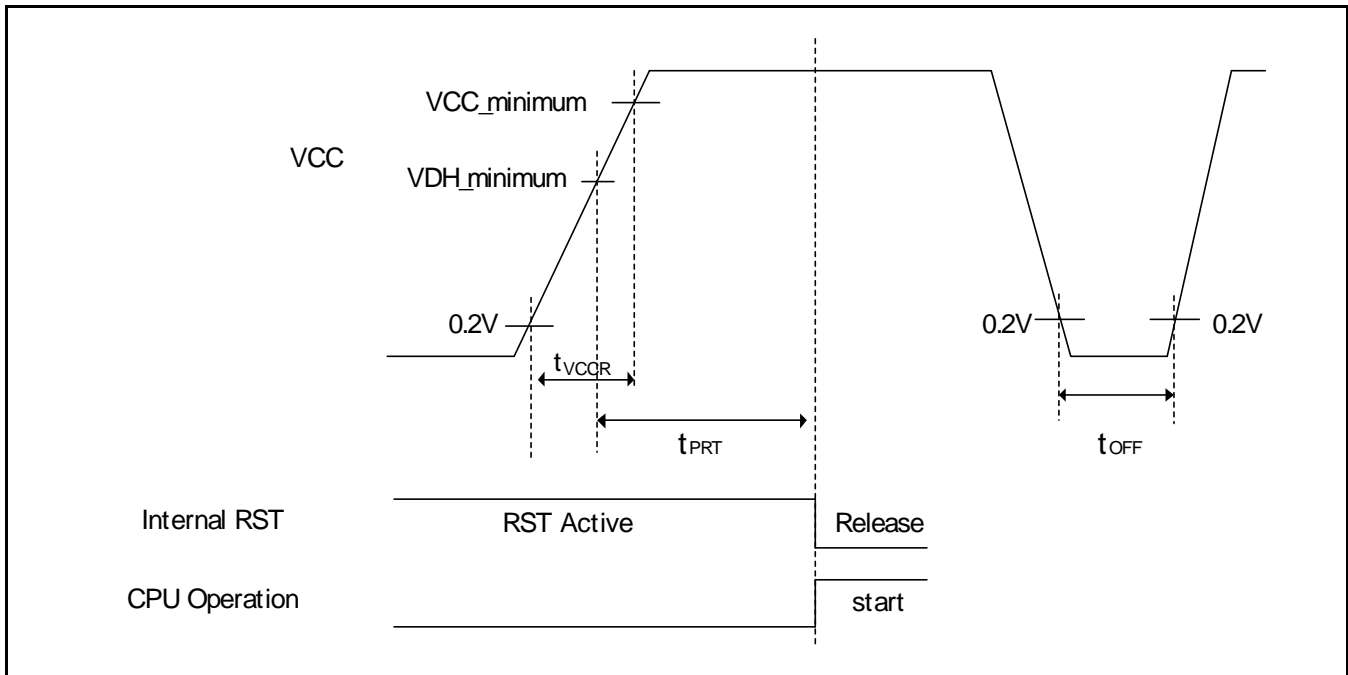 VCC_minimum
VCC
VDH_minimum
0.2V
0.2V
0.2V
tVCCR
tPRT
tOFF
Internal RST
RST Active
Release
CPU Operation
start